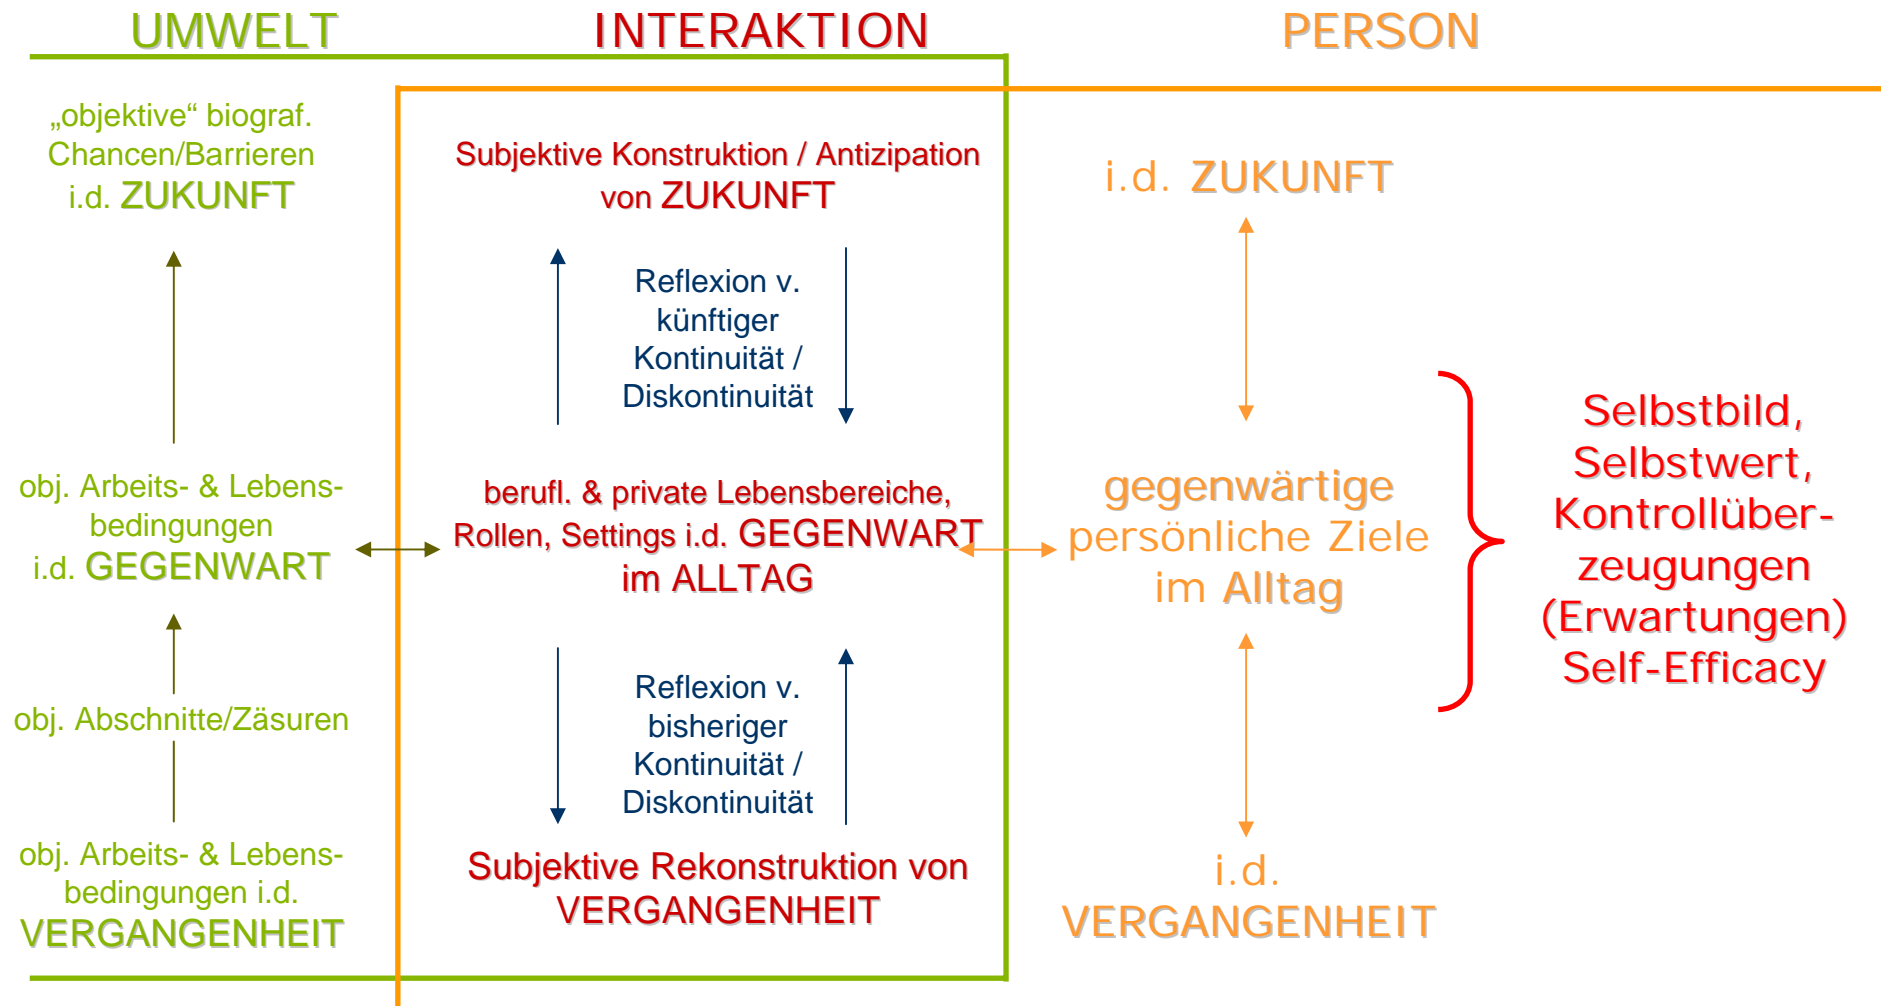 UMWELT
INTERAKTION
PERSON
„objektive“ biograf.
Chancen/Barrieren
i.d. ZUKUNFT
obj. Arbeits- & Lebens-
bedingungen
i.d. GEGENWART
obj. Abschnitte/Zäsuren
obj. Arbeits- & Lebens-
bedingungen i.d.
VERGANGENHEIT
Subjektive Konstruktion / Antizipation
von ZUKUNFT
Reflexion v.
künftiger
Kontinuität /
Diskontinuität
berufl. & private Lebensbereiche,
Rollen, Settings i.d. GEGENWART
im ALLTAG
Reflexion v.
bisheriger
Kontinuität /
Diskontinuität
Subjektive Rekonstruktion von
VERGANGENHEIT
i.d. ZUKUNFT
gegenwärtige
persönliche Ziele
im Alltag
i.d.
VERGANGENHEIT
Selbstbild,
Selbstwert,
Kontrollüber-
zeugungen
(Erwartungen)
Self-Efficacy